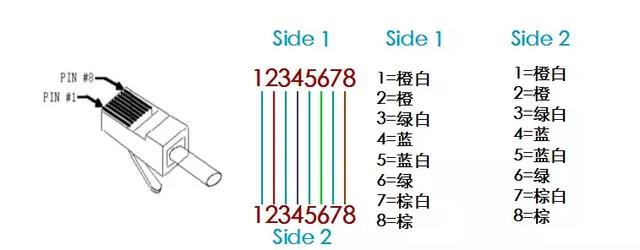 Side 1
Side 1
Side 2
PIN #8
PIN #1
12345678
12345678
Side 2
1=橙白
2=橙
3=绿白
4=蓝
5=蓝白
6=绿
7=棕白
8=棕
1=橙白
2=橙
3=绿白
4=蓝
5=蓝白
6=绿
7=棕白
8=棕